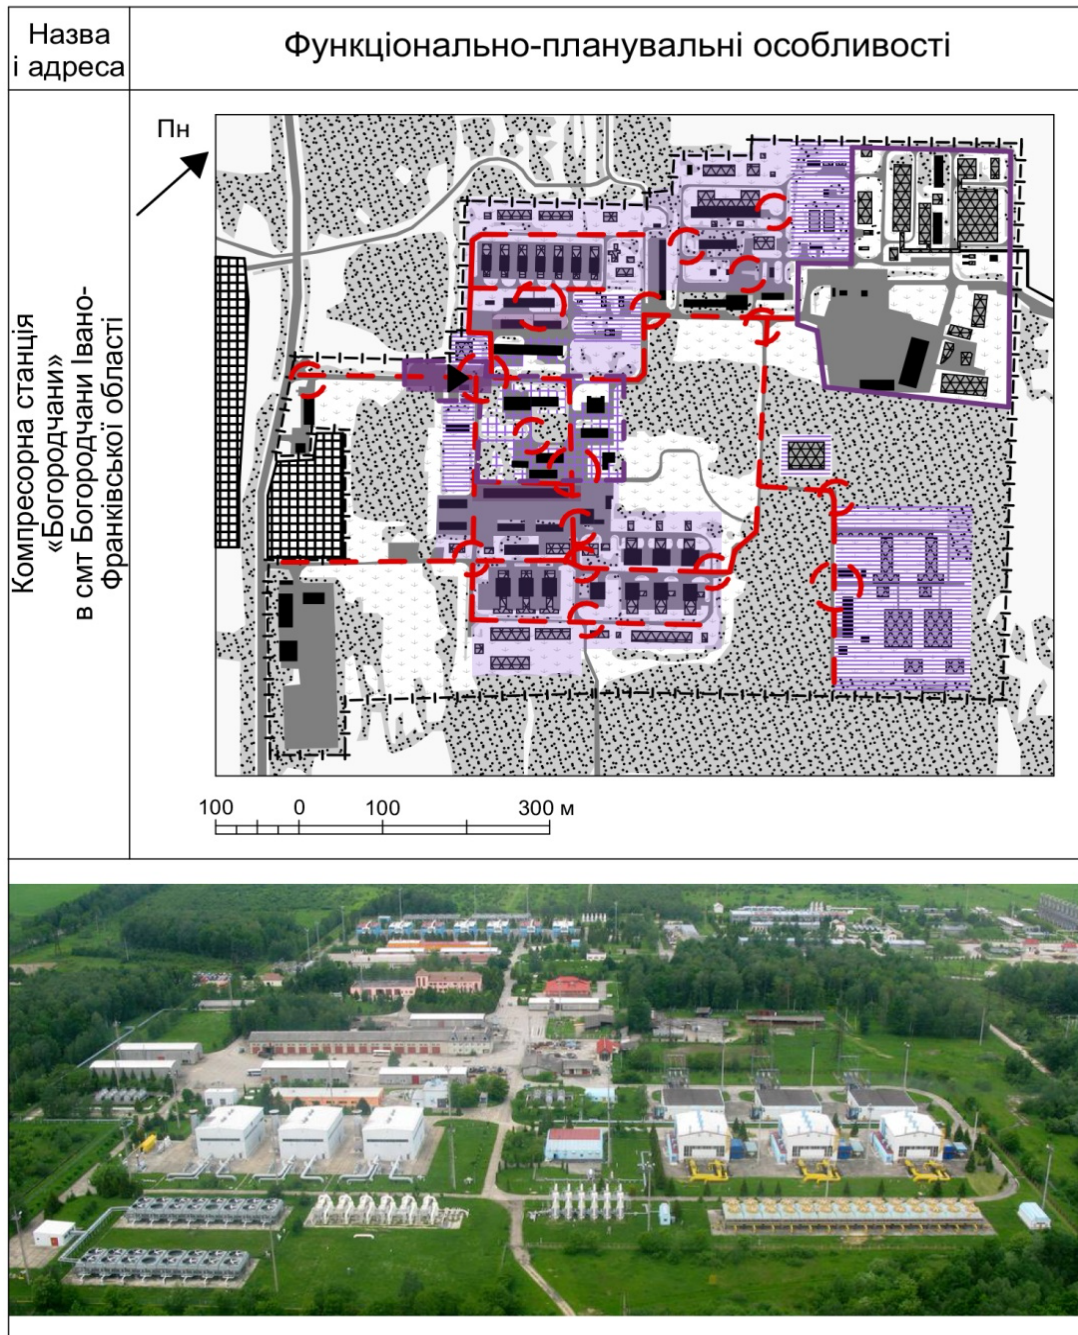 Назва
і адреса
Функціонально-планувальні особливості
Компресорна станція
«Богородчани»
в смт Богородчани Івано-
Франківської області
Пн
100 0 100 300 м